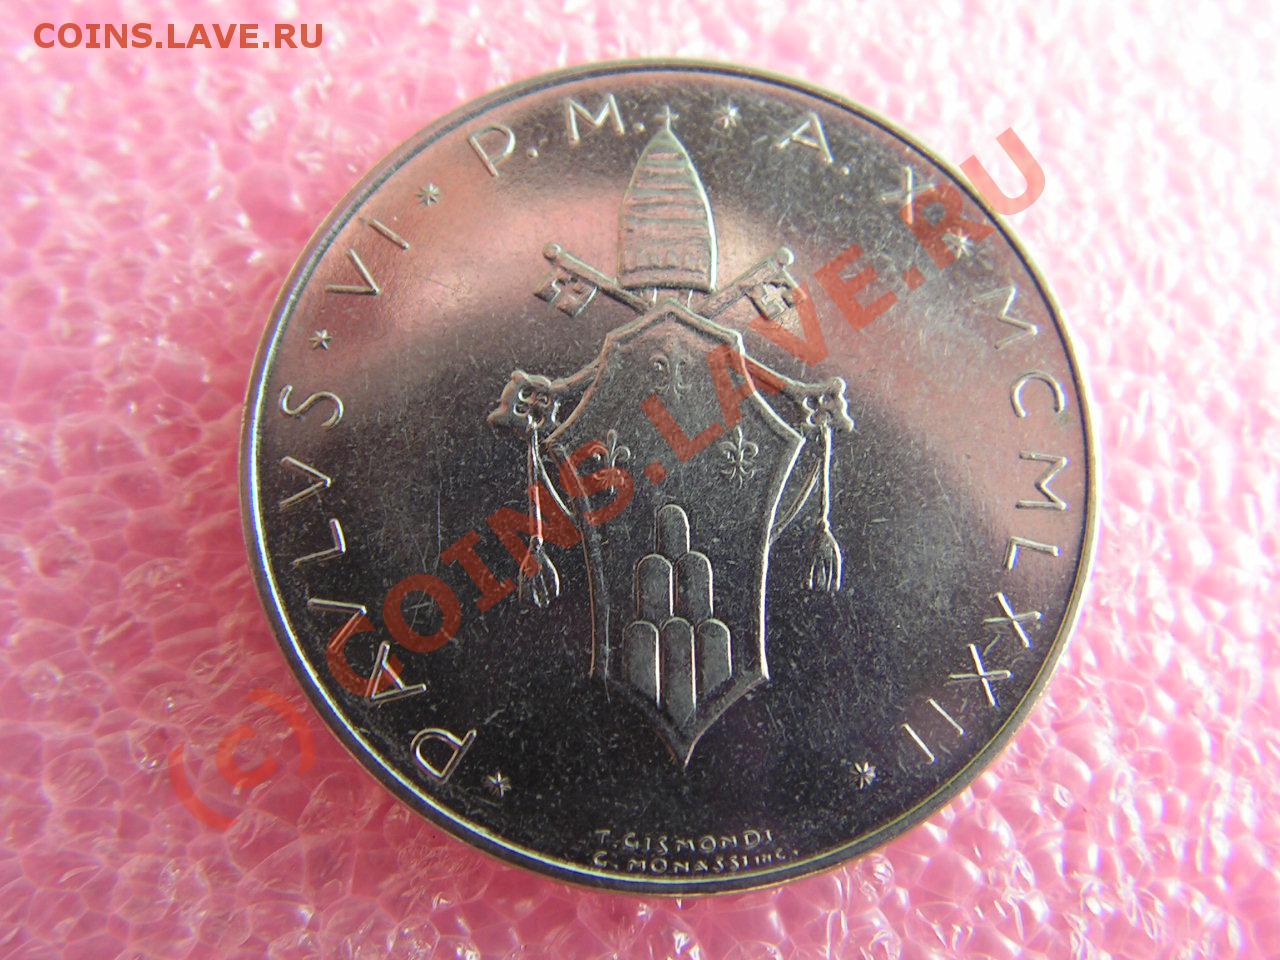 COINS.LAVE.RU
* PAVLVS * VI * P. M. * A. X * MCMLXXII *
T. GISMONDI
G. MONASSI INC.
(c) COINS.LAVE.RU